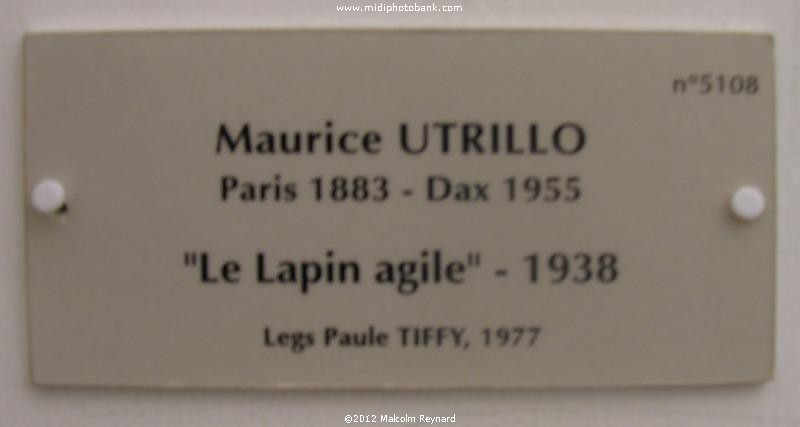 www.midiphotobank.com
n°5108
Maurice UTRILLO
Paris 1883 - Dax 1955
"Le Lapin agile" - 1938
Legs Paule TIFFY, 1977
©2012 Malcolm Reynard